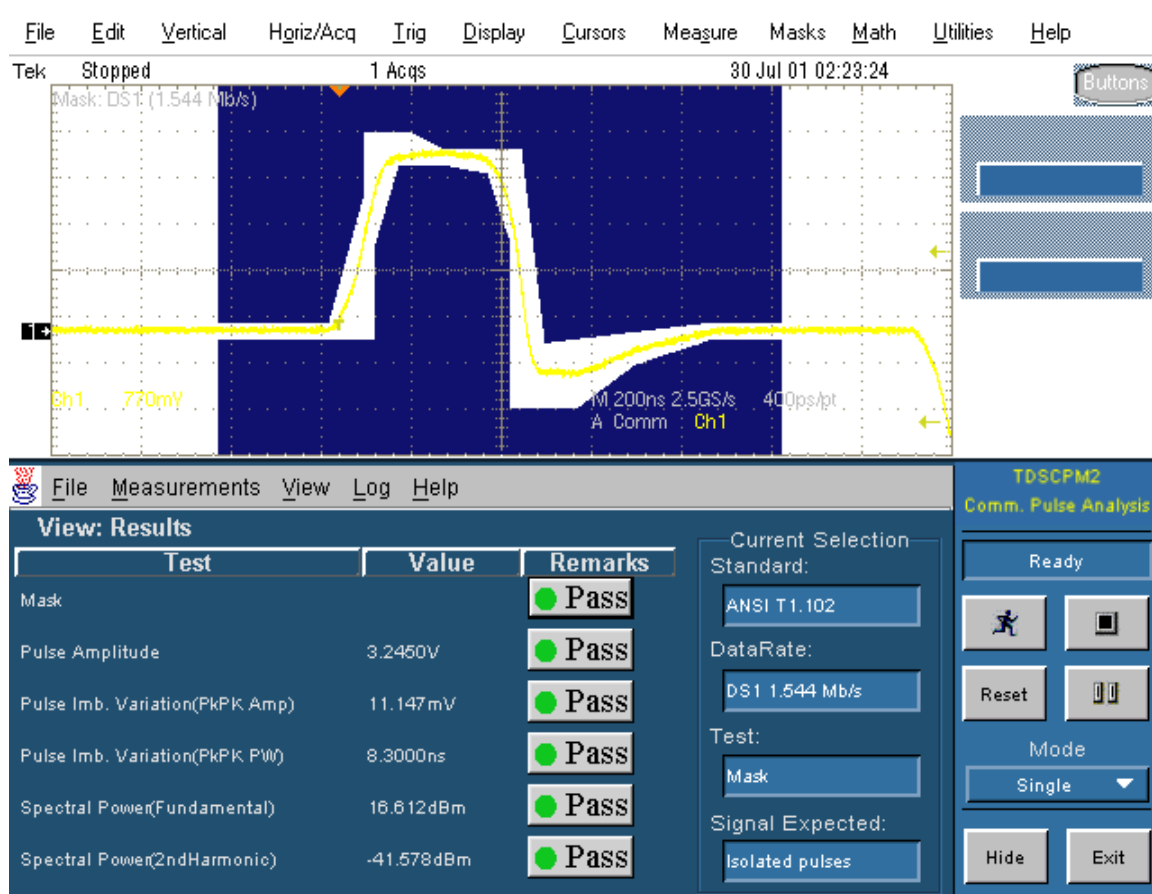 File Edit Vertical Horiz/Acq Trig Display Cursors Measure Masks Math Utilities Help
Tek Stopped 1 Acqs 30 Jul 01 02:23:24
Buttons
Mask: DS1 (1.544 Mb/s)
1
Ch1 770mV M 200ns 2.5GS/s 400ps/pt
A Comm Ch1
File Measurements View Log Help
TDSCPM2
Comm. Pulse Analysis
View: Results
Test Value Remarks
Mask Pass
Pulse Amplitude 3.2450V Pass
Pulse Imb. Variation(PkPK Amp) 11.147mV Pass
Pulse Imb. Variation(PkPK PW) 8.3000ns Pass
Spectral Power(Fundamental) 16.612dBm Pass
Spectral Power(2ndHarmonic) -41.578dBm Pass
Current Selection
Standard:
ANSI T1.102
DataRate:
DS1 1.544 Mb/s
Test:
Mask
Signal Expected:
Isolated pulses
Ready
Reset
Mode
Single
Hide Exit